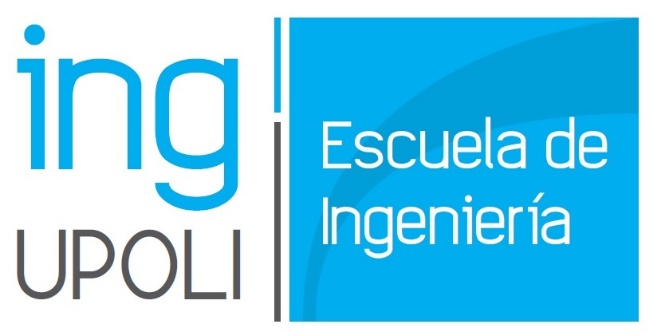 ing
UPOLI
Escuela de
Ingeniería